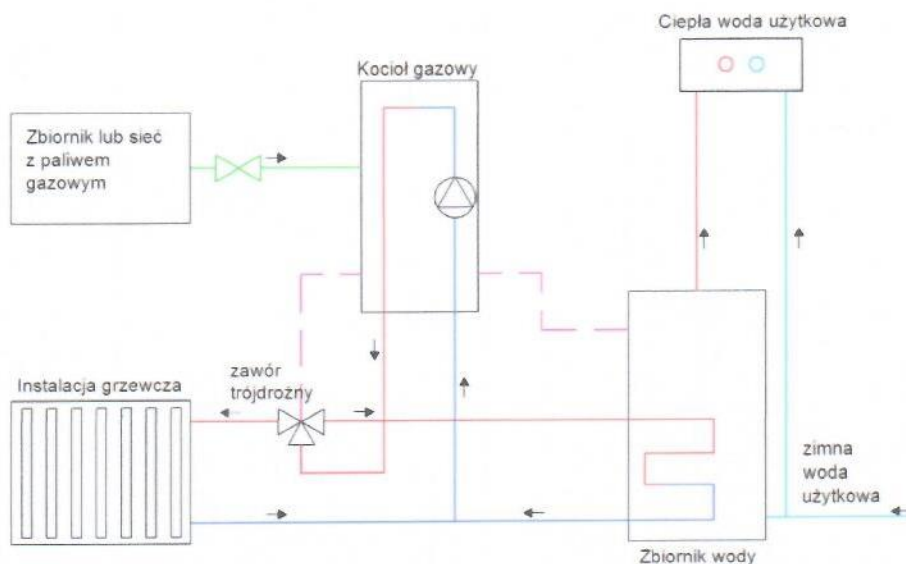 Ciepła woda użytkowa
Kocioł gazowy
Zbiornik lub sieć
z paliwem
gazowym
zawór
trójdrożny
Instalacja grzewcza
zimna
woda
użytkowa
Zbiornik wody